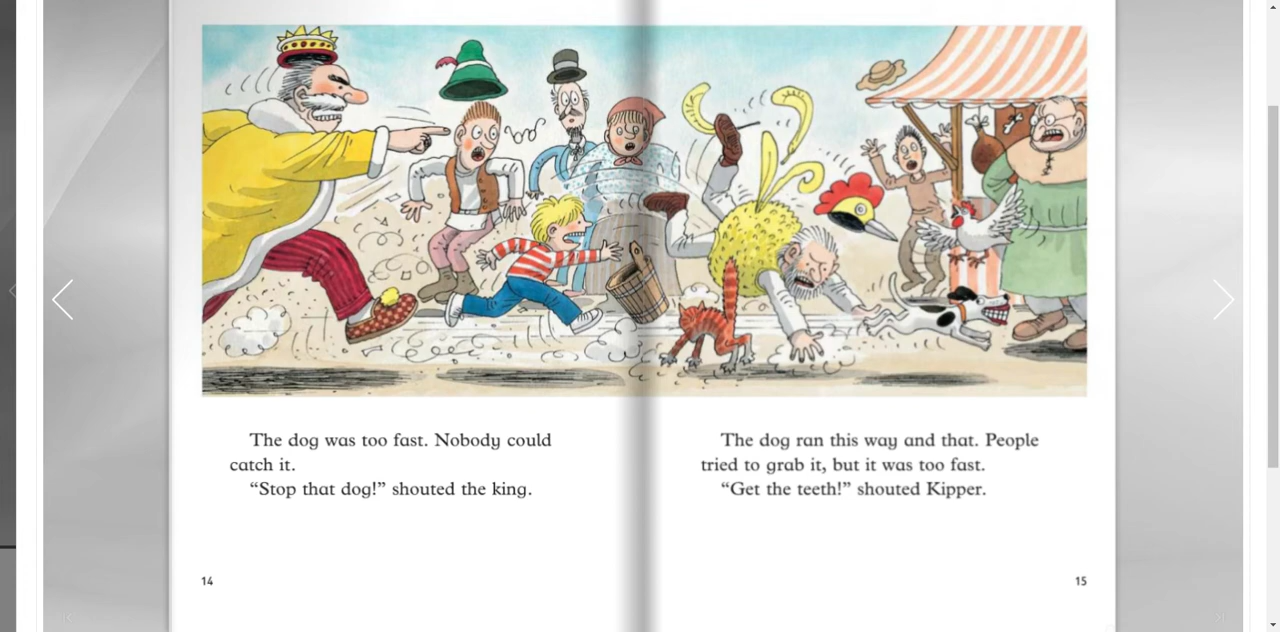 The dog was too fast. Nobody could
catch it.
“Stop that dog!” shouted the king.
14
The dog ran this way and that. People
tried to grab it, but it was too fast.
“Get the teeth!” shouted Kipper.
15